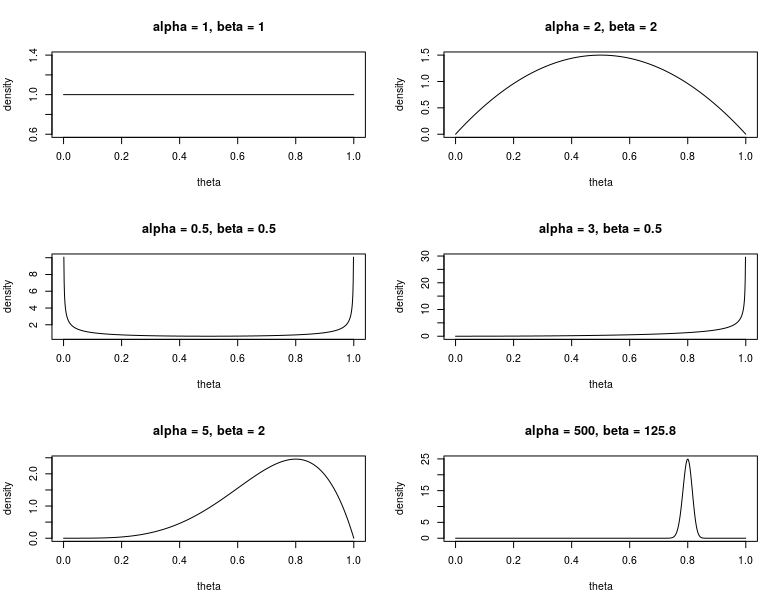 alpha = 1, beta = 1
density
0.6 1.0 1.4
0.0 0.2 0.4 0.6 0.8 1.0
theta
alpha = 2, beta = 2
density
0.0 0.5 1.0 1.5
0.0 0.2 0.4 0.6 0.8 1.0
theta
alpha = 0.5, beta = 0.5
density
2 4 6 8
0.0 0.2 0.4 0.6 0.8 1.0
theta
alpha = 3, beta = 0.5
density
0 10 20 30
0.0 0.2 0.4 0.6 0.8 1.0
theta
alpha = 5, beta = 2
density
0.0 1.0 2.0
0.0 0.2 0.4 0.6 0.8 1.0
theta
alpha = 500, beta = 125.8
density
0 5 15 25
0.0 0.2 0.4 0.6 0.8 1.0
theta